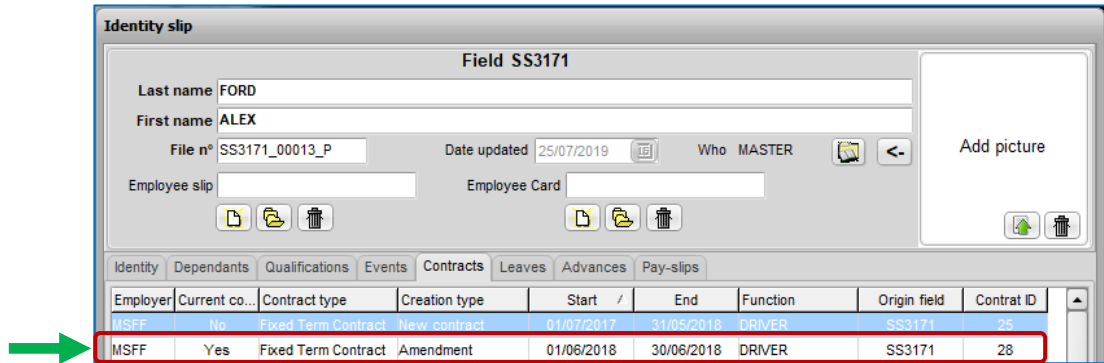 Identity slip
Field SS3171
Last name FORD
First name ALEX
File nº SS3171_00013_P Date updated 25/07/2019 Who MASTER <-
Add picture
Employee slip Employee Card
Identity Dependants Qualifications Events Contracts Leaves Advances Pay-slips
Employer Current co... Contract type Creation type Start / End Function Origin field Contrat ID
MSFF No Fixed Term Contract New contract 01/07/2017 31/05/2018 DRIVER SS3171 25
MSFF Yes Fixed Term Contract Amendment 01/06/2018 30/06/2018 DRIVER SS3171 28